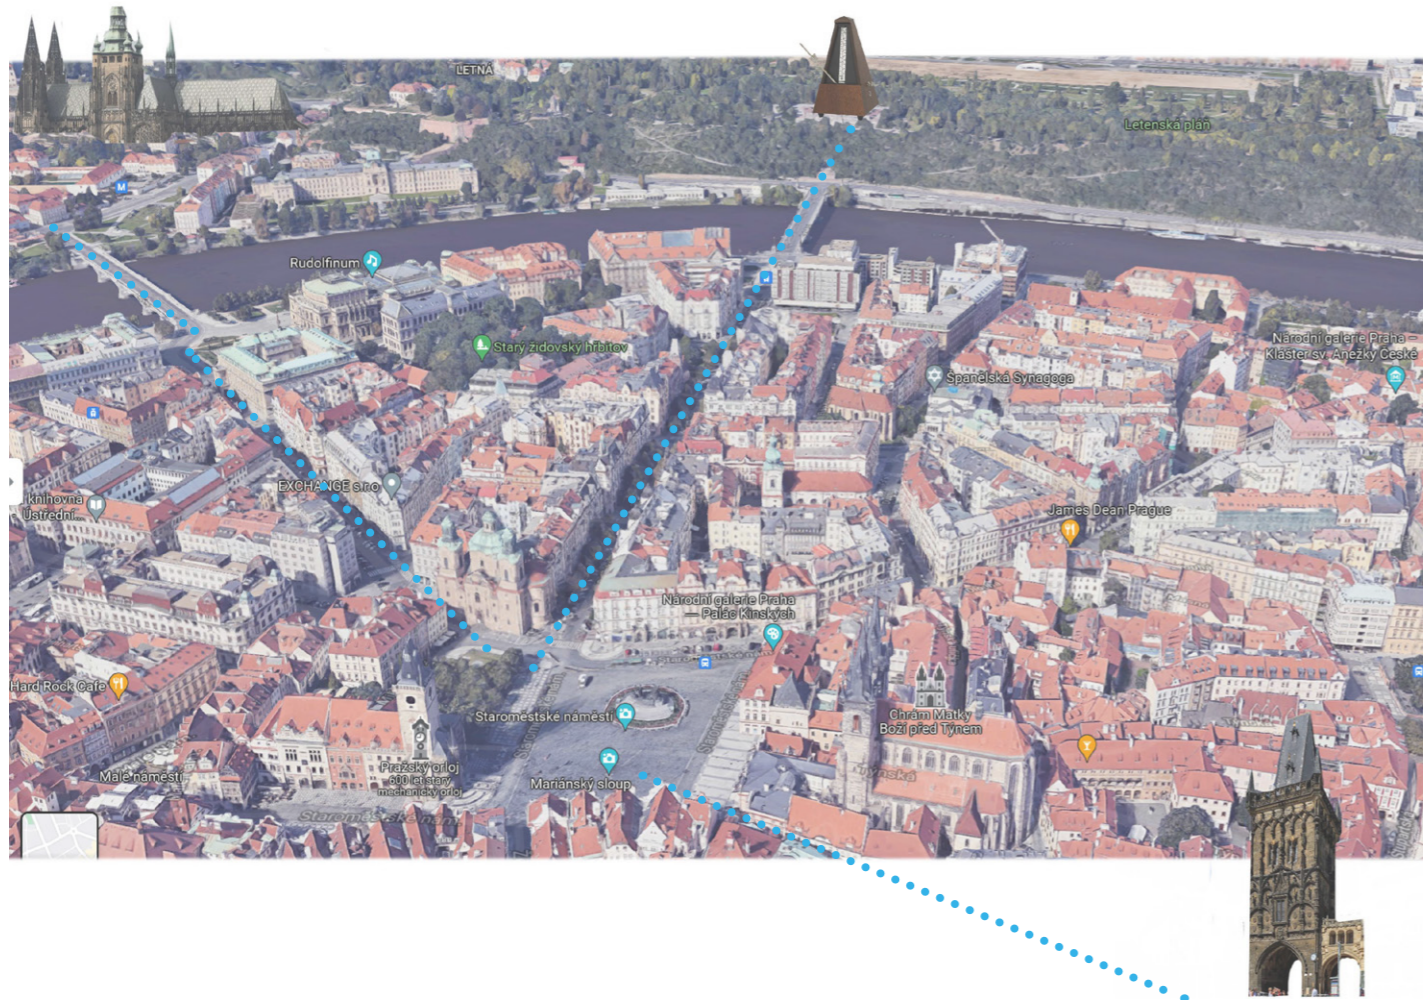 LETNÁ
Letenská pláň
M
Rudolfinum
Starý židovský hřbitov
Národní galerie Praha –
Klášter sv. Anežky České
Španělská Synagoga
EXCHANGE s.r.o
knihovna
Ústřední...
James Dean Prague
Národní galerie Praha
— Palác Kinských
Hard Rock Cafe
Staroměstské náměstí
Chrám Matky
Boží před Týnem
Pražský orloj
600 let starý
mechanický orloj
Malé náměstí
Mariánský sloup
Týnská